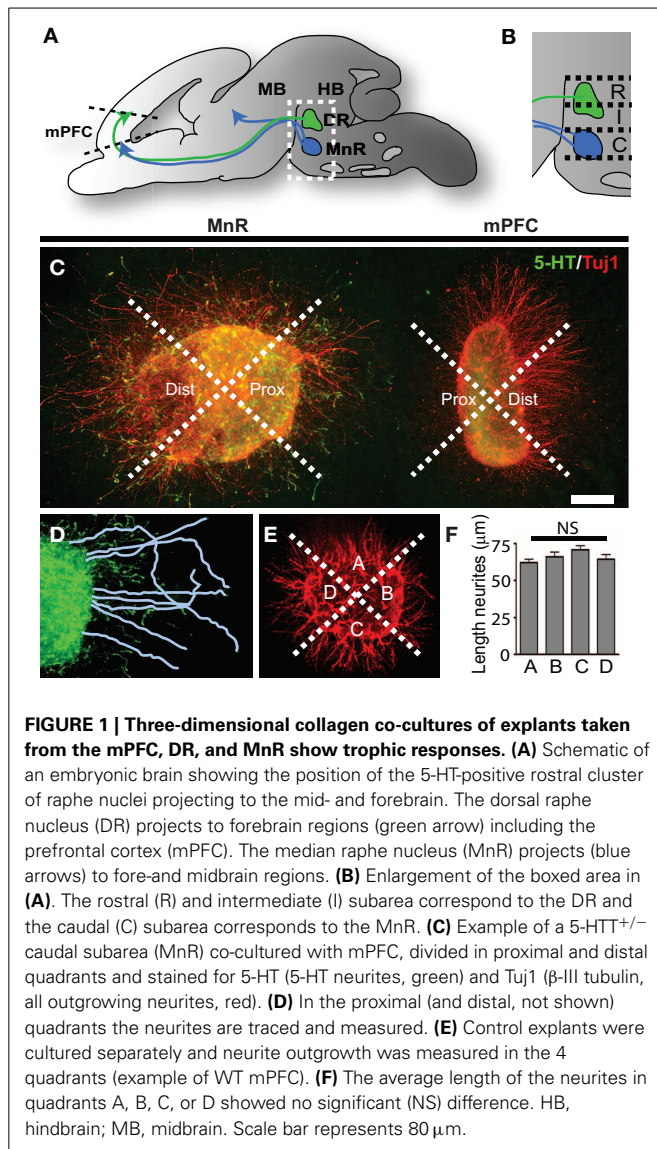 A
B
MB
HB
mPFC
DR
MnR
R
I
C
MnR
mPFC
C
5-HT/Tuj1
Dist
Prox
Prox
Dist
D
E
A
D
B
C
F
NS
Length neurites (μm)
75
50
25
0
A B C D
FIGURE 1 | Three-dimensional collagen co-cultures of explants taken
from the mPFC, DR, and MnR show trophic responses. (A) Schematic of
an embryonic brain showing the position of the 5-HT-positive rostral cluster
of raphe nuclei projecting to the mid- and forebrain. The dorsal raphe
nucleus (DR) projects to forebrain regions (green arrow) including the
prefrontal cortex (mPFC). The median raphe nucleus (MnR) projects (blue
arrows) to fore-and midbrain regions. (B) Enlargement of the boxed area in
(A). The rostral (R) and intermediate (I) subarea correspond to the DR and
the caudal (C) subarea corresponds to the MnR. (C) Example of a 5-HTT+/−
caudal subarea (MnR) co-cultured with mPFC, divided in proximal and distal
quadrants and stained for 5-HT (5-HT neurites, green) and Tuj1 (β-III tubulin,
all outgrowing neurites, red). (D) In the proximal (and distal, not shown)
quadrants the neurites are traced and measured. (E) Control explants were
cultured separately and neurite outgrowth was measured in the 4
quadrants (example of WT mPFC). (F) The average length of the neurites in
quadrants A, B, C, or D showed no significant (NS) difference. HB,
hindbrain; MB, midbrain. Scale bar represents 80 μm.